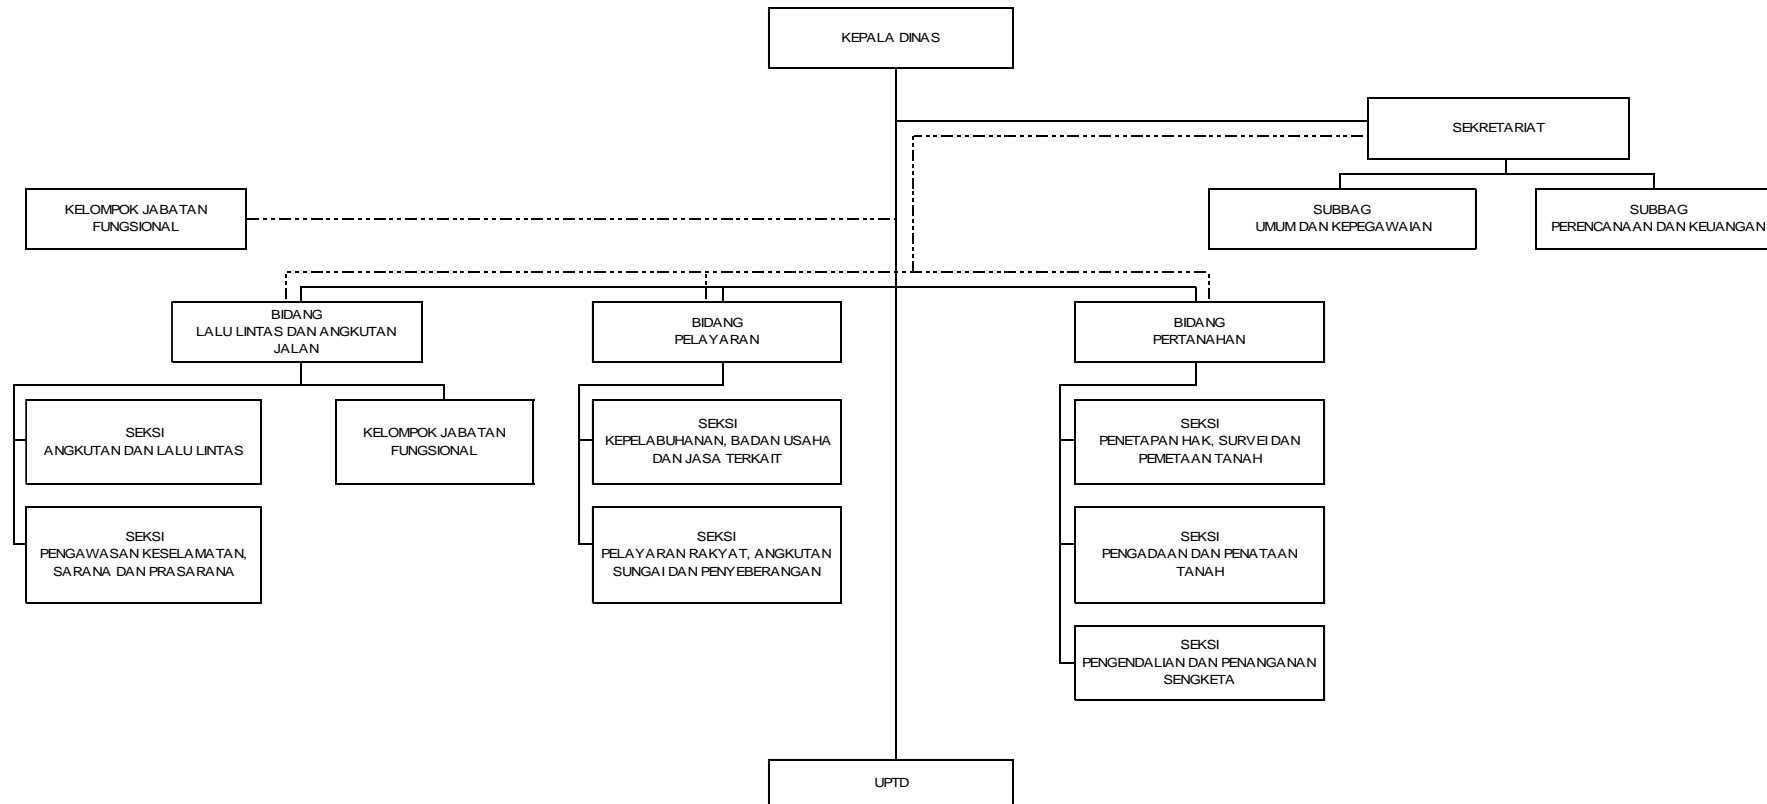 KEPALA DINAS
SEKRETARIAT
KELOMPOK JABATAN
FUNGSIONAL
SUBBAG
UMUM DAN KEPEGAWAIAN
SUBBAG
PERENCANAAN DAN KEUANGAN
BIDANG
LALU LINTAS DAN ANGKUTAN
JALAN
BIDANG
PELAYARAN
BIDANG
PERTANAHAN
SEKSI
ANGKUTAN DAN LALU LINTAS
KELOMPOK JABATAN
FUNGSIONAL
SEKSI
KEPELABUHANAN, BADAN USAHA
DAN JASA TERKAIT
SEKSI
PENETAPAN HAK, SURVEI DAN
PEMETAAN TANAH
SEKSI
PENGAWASAN KESELAMATAN,
SARANA DAN PRASARANA
SEKSI
PELAYARAN RAKYAT, ANGKUTAN
SUNGAI DAN PENYEBERANGAN
SEKSI
PENGADAAN DAN PENATAAN
TANAH
SEKSI
PENGENDALIAN DAN PENANGANAN
SENGKETA
UPTD